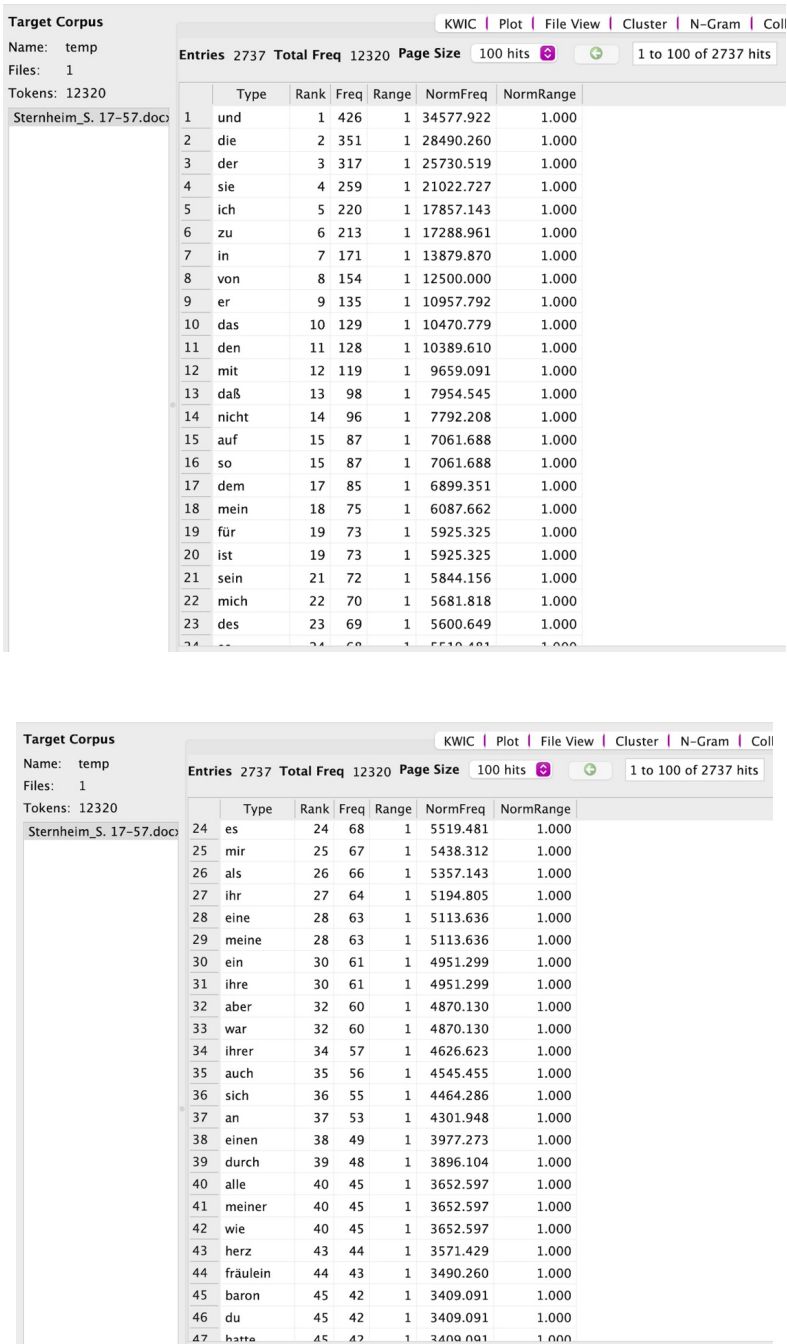 Target Corpus
KWIC Plot File View Cluster N-Gram Coll
Name: temp
Entries 2737 Total Freq 12320 Page Size 100 hits 1 to 100 of 2737 hits
Files: 1
Tokens: 12320
Type Rank Freq Range NormFreq NormRange
Sternheim_S. 17-57.docx
1 und 1 426 1 34577.922 1.000
2 die 2 351 1 28490.260 1.000
3 der 3 317 1 25730.519 1.000
4 sie 4 259 1 21022.727 1.000
5 ich 5 220 1 17857.143 1.000
6 zu 6 213 1 17288.961 1.000
7 in 7 171 1 13879.870 1.000
8 von 8 154 1 12500.000 1.000
9 er 9 135 1 10957.792 1.000
10 das 10 129 1 10470.779 1.000
11 den 11 128 1 10389.610 1.000
12 mit 12 119 1 9659.091 1.000
13 daß 13 98 1 7954.545 1.000
14 nicht 14 96 1 7792.208 1.000
15 auf 15 87 1 7061.688 1.000
16 so 15 87 1 7061.688 1.000
17 dem 17 85 1 6899.351 1.000
18 mein 18 75 1 6087.662 1.000
19 für 19 73 1 5925.325 1.000
20 ist 19 73 1 5925.325 1.000
21 sein 21 72 1 5844.156 1.000
22 mich 22 70 1 5681.818 1.000
23 des 23 69 1 5600.649 1.000
24 es 24 68 1 5519.481 1.000
Target Corpus
KWIC Plot File View Cluster N-Gram Coll
Name: temp
Entries 2737 Total Freq 12320 Page Size 100 hits 1 to 100 of 2737 hits
Files: 1
Tokens: 12320
Type Rank Freq Range NormFreq NormRange
Sternheim_S. 17-57.docx
24 es 24 68 1 5519.481 1.000
25 mir 25 67 1 5438.312 1.000
26 als 26 66 1 5357.143 1.000
27 ihr 27 64 1 5194.805 1.000
28 eine 28 63 1 5113.636 1.000
29 meine 28 63 1 5113.636 1.000
30 ein 30 61 1 4951.299 1.000
31 ihre 30 61 1 4951.299 1.000
32 aber 32 60 1 4870.130 1.000
33 war 32 60 1 4870.130 1.000
34 ihrer 34 57 1 4626.623 1.000
35 auch 35 56 1 4545.455 1.000
36 sich 36 55 1 4464.286 1.000
37 an 37 53 1 4301.948 1.000
38 einen 38 49 1 3977.273 1.000
39 durch 39 48 1 3896.104 1.000
40 alle 40 45 1 3652.597 1.000
41 meiner 40 45 1 3652.597 1.000
42 wie 40 45 1 3652.597 1.000
43 herz 43 44 1 3571.429 1.000
44 fräulein 44 43 1 3490.260 1.000
45 baron 45 42 1 3409.091 1.000
46 du 45 42 1 3409.091 1.000
47 hatte 45 42 1 3409.091 1.000